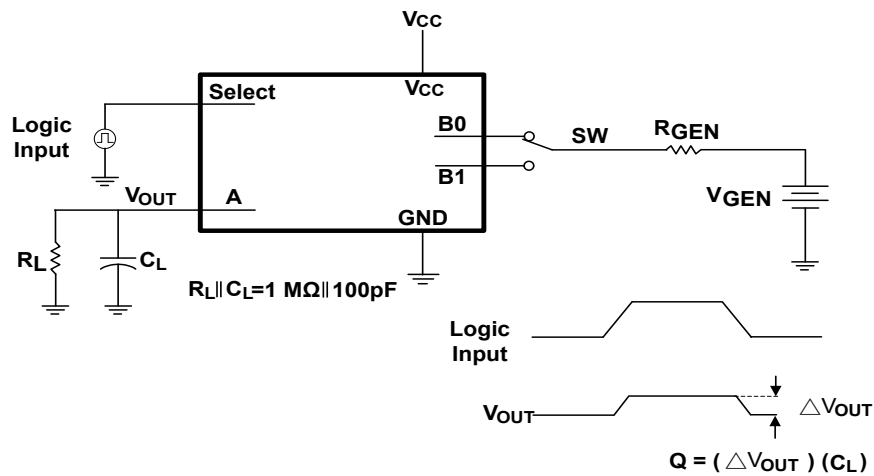 VCC
Select
VCC
B0
SW
RGEN
Logic
Input
B1
VOUT
A
VGEN
GND
RL
CL
RL||CL=1 MΩ||100pF
Logic
Input
VOUT
△VOUT
Q = ( △VOUT ) (CL)